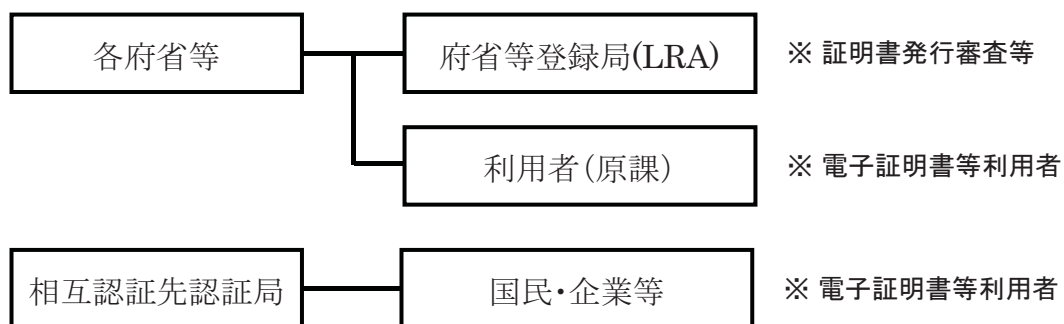 各府省等 府省等登録局(LRA) ※ 証明書発行審査等
利用者(原課) ※ 電子証明書等利用者
相互認証先認証局 国民・企業等 ※ 電子証明書等利用者